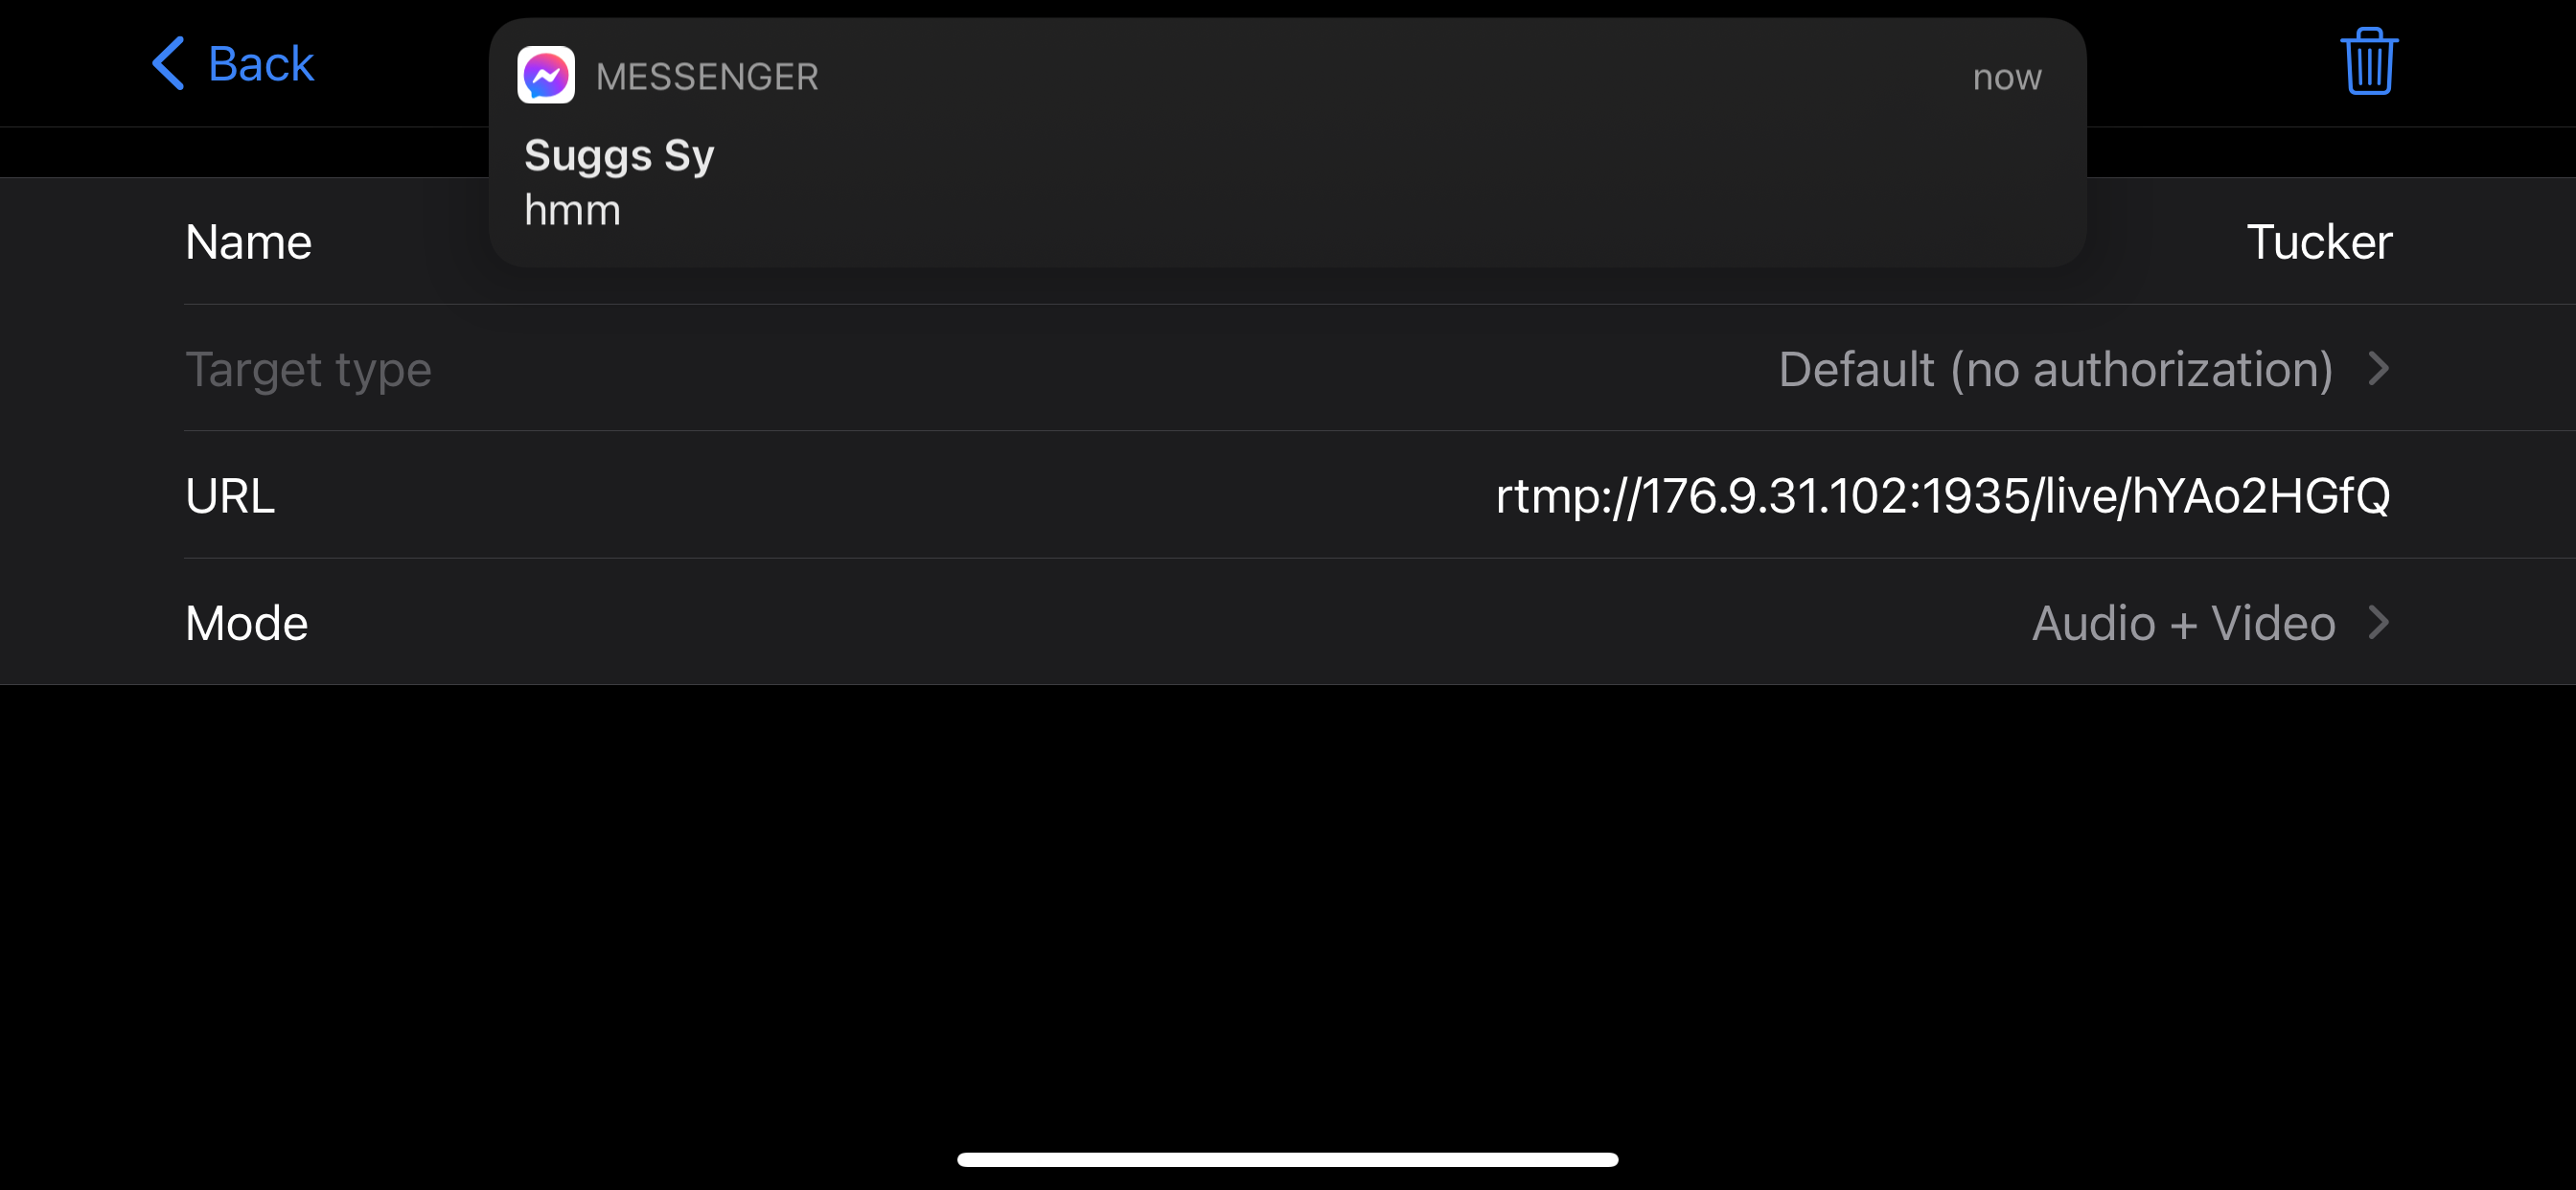 Back
MESSENGER now
Suggs Sy
hmm
Name Tucker
Target type Default (no authorization)
URL rtmp://176.9.31.102:1935/live/hYAo2HGfQ
Mode Audio + Video